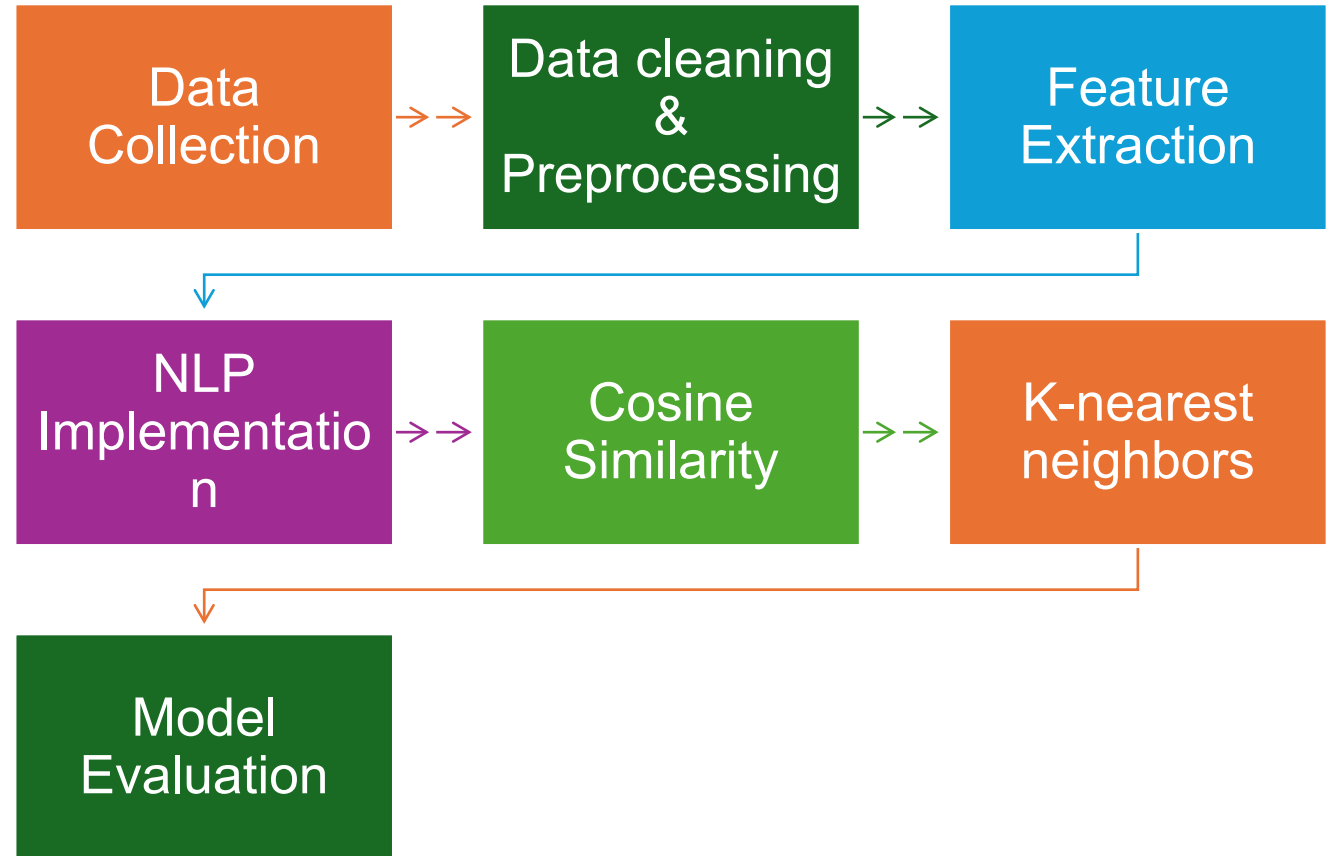 Data
Collection
Data cleaning
&
Preprocessing
Feature
Extraction
NLP
Implementatio
n
Cosine
Similarity
K-nearest
neighbors
Model
Evaluation